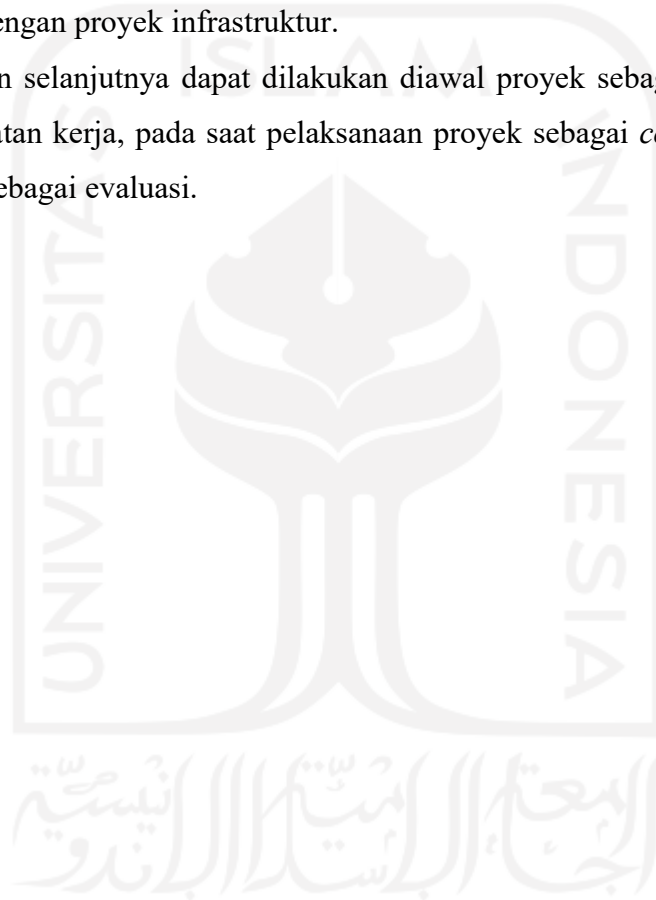 engan proyek infrastruktur.
n selanjutnya dapat dilakukan diawal proyek sebag
atan kerja, pada saat pelaksanaan proyek sebagai c
ebagai evaluasi.
ISLAM
UNIVERSITAS
INDONESIA